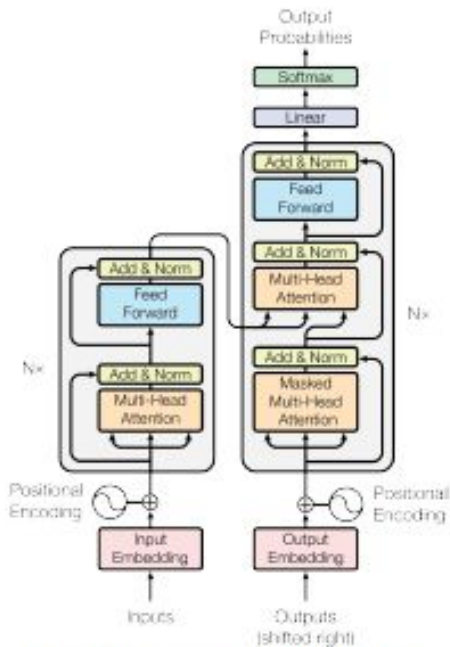 Output
Probabilities
Softmax
Linear
Add & Norm
Feed
Forward
Add & Norm
Multi-Head
Attention
Add & Norm
Masked
Multi-Head
Attention
Nx
Positional
Encoding
Output
Embedding
Outputs
(shifted right)
Add & Norm
Feed
Forward
Add & Norm
Multi-Head
Attention
Nx
Positional
Encoding
Input
Embedding
Inputs